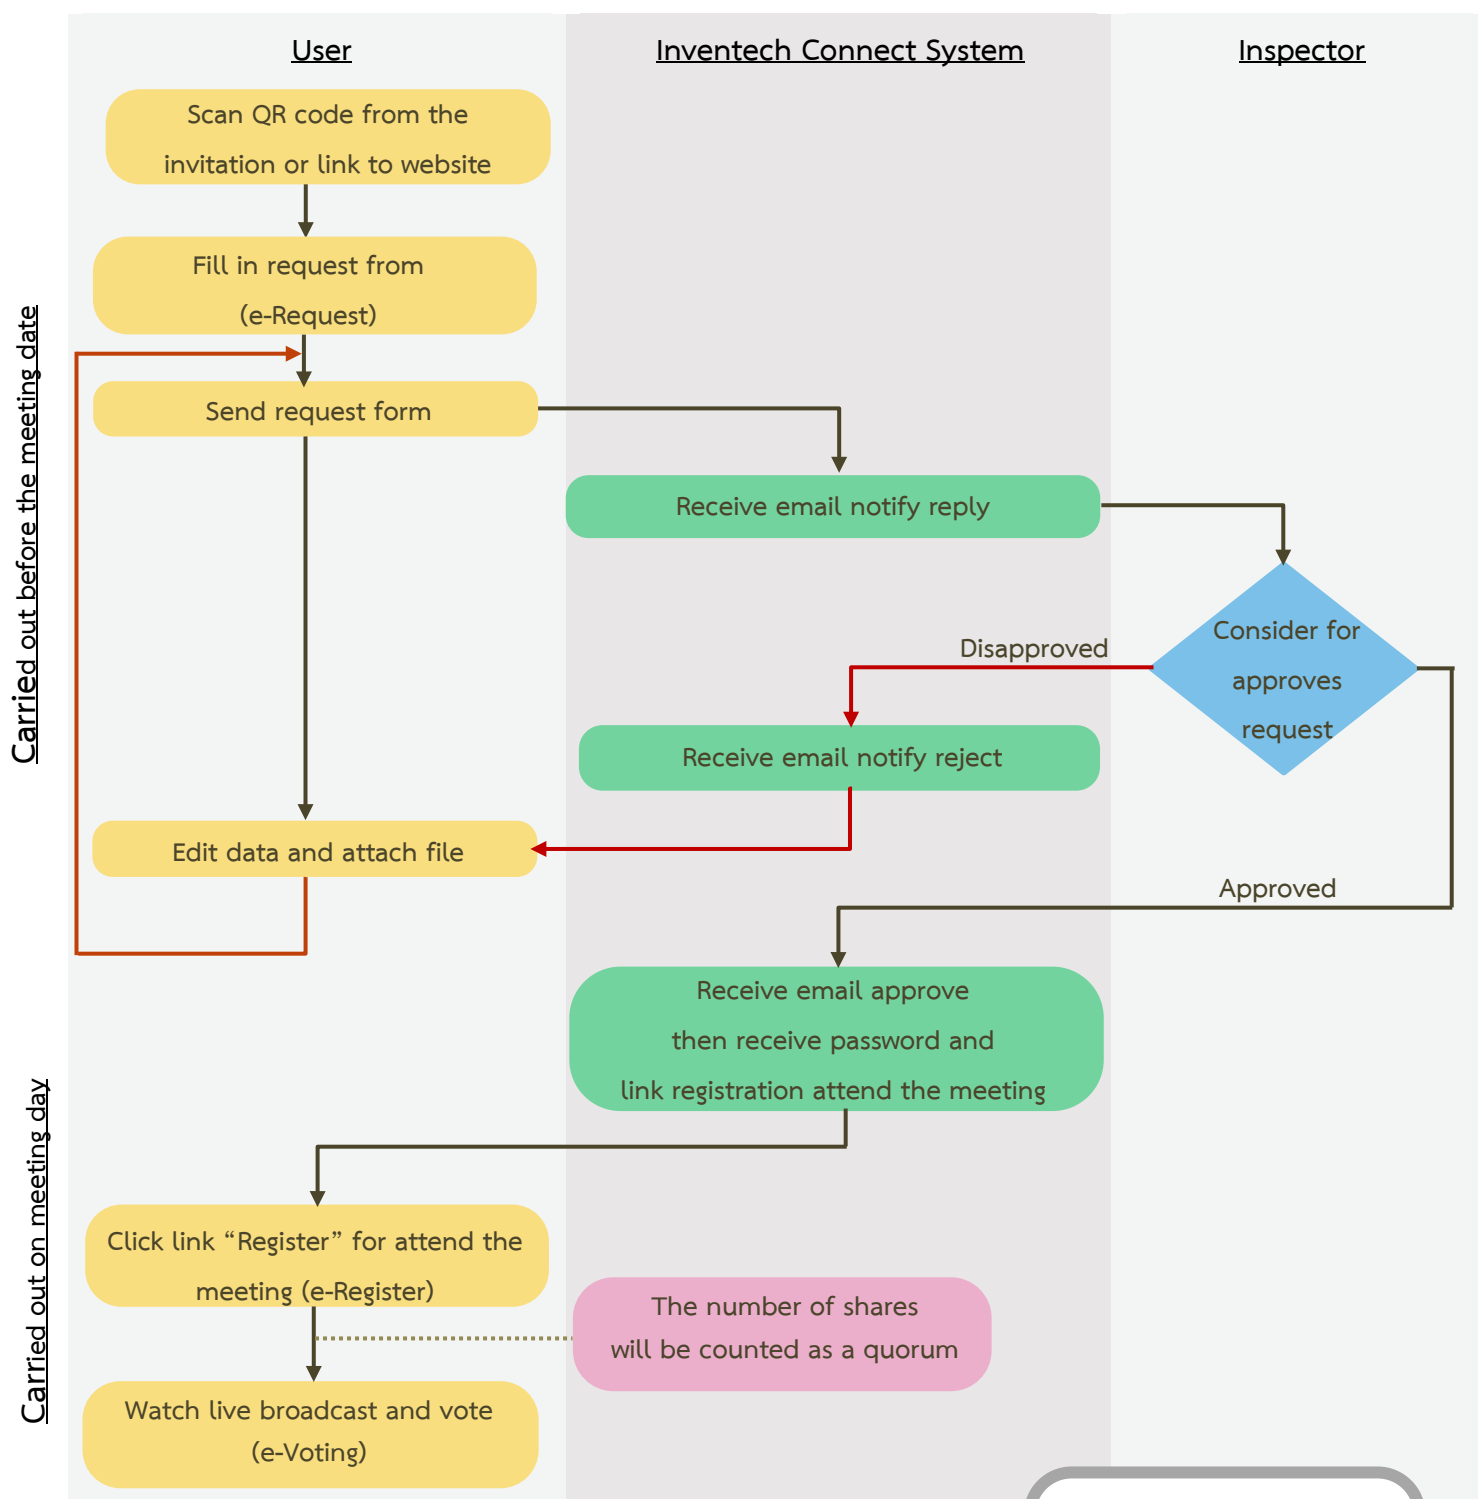 User
Inventech Connect System
Inspector
Scan QR code from the
invitation or link to website
Fill in request from
(e-Request)
Send request form
Receive email notify reply
Consider for
approves
request
Disapproved
Receive email notify reject
Edit data and attach file
Approved
Receive email approve
then receive password and
link registration attend the meeting
Click link “Register” for attend the
meeting (e-Register)
The number of shares
will be counted as a quorum
Watch live broadcast and vote
(e-Voting)
Carried out before the meeting date
Carried out on meeting day